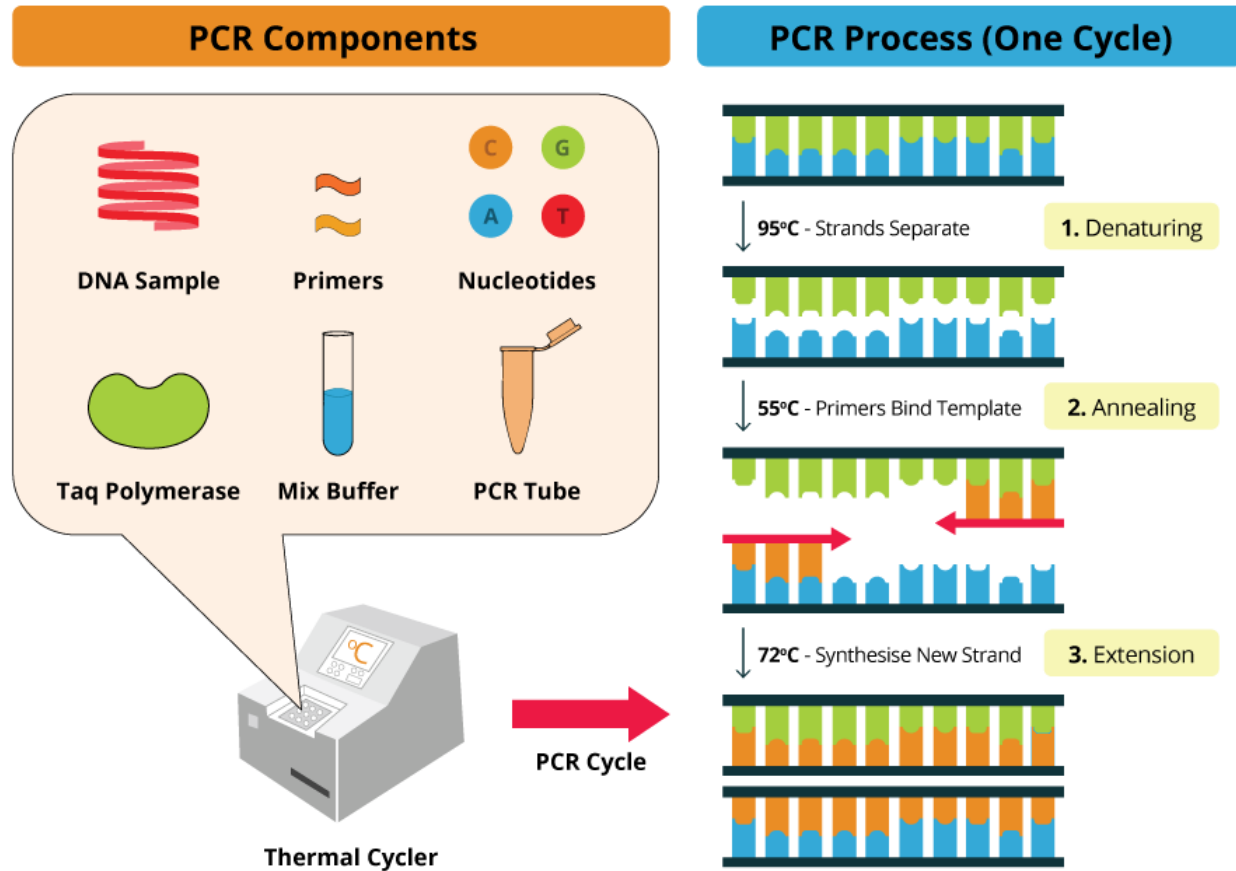 PCR Components
C
G
A
T
DNA Sample
Primers
Nucleotides
Taq Polymerase
Mix Buffer
PCR Tube
°C
Thermal Cycler
PCR Cycle
PCR Process (One Cycle)
95°C - Strands Separate
1. Denaturing
55°C - Primers Bind Template
2. Annealing
72°C - Synthesise New Strand
3. Extension